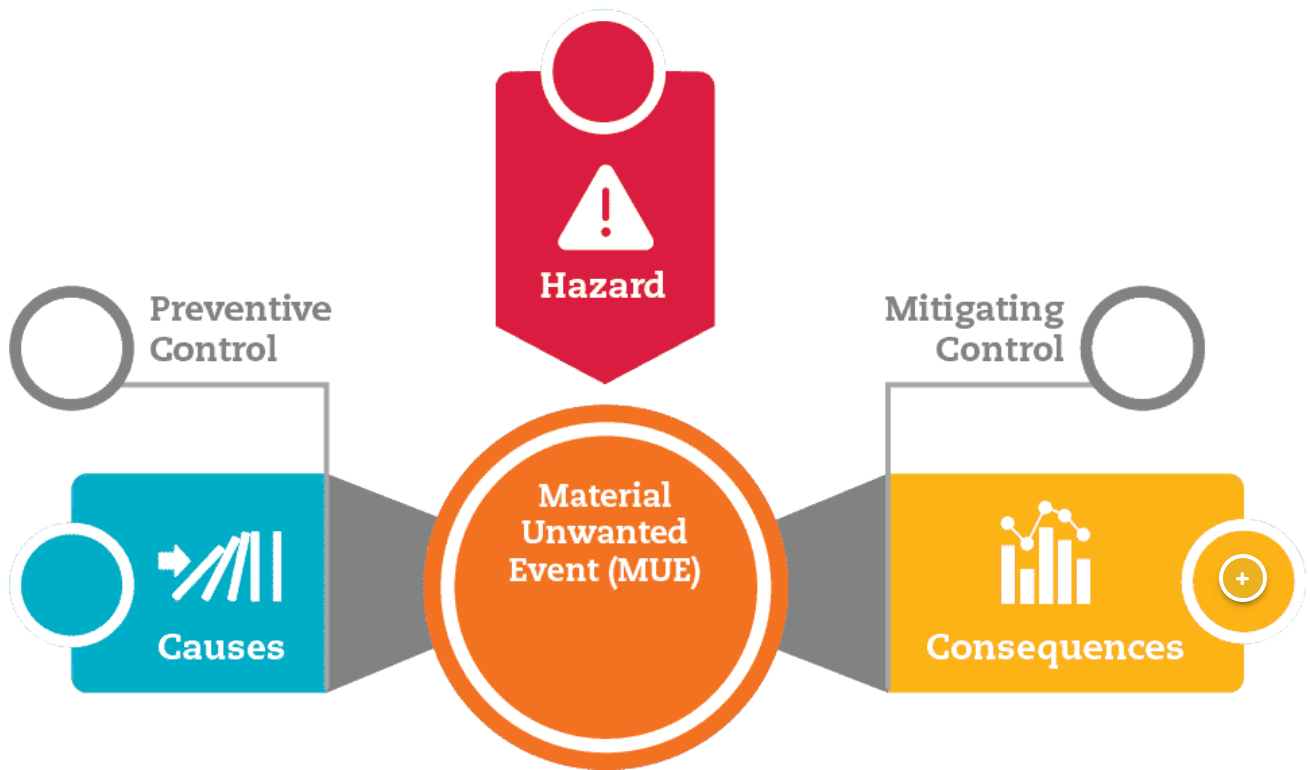 Hazard
Preventive
Control
Mitigating
Control
Material
Unwanted
Event (MUE)
Causes
Consequences